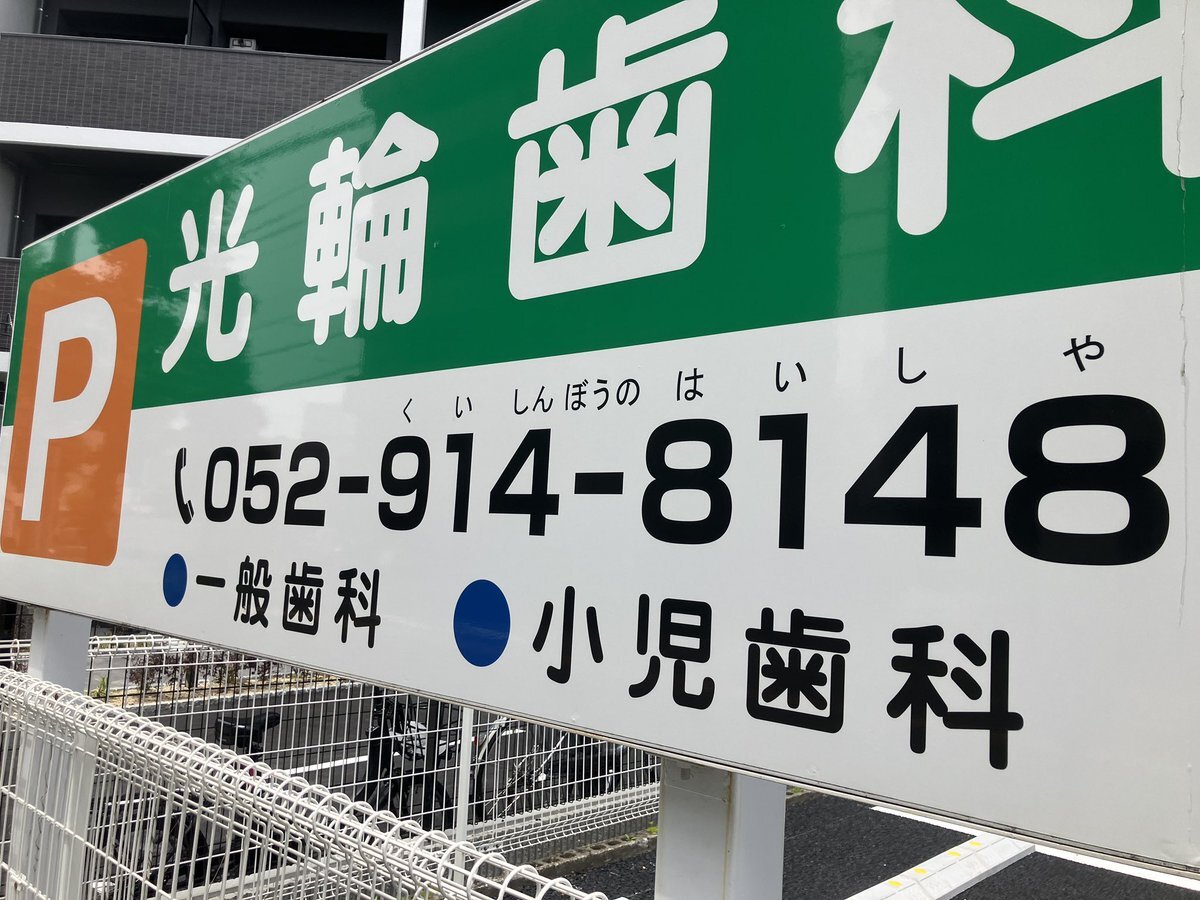 P
光輪歯科
くいしんぼうの はいしや
052-914-8148
●一般歯科 ●小児歯科